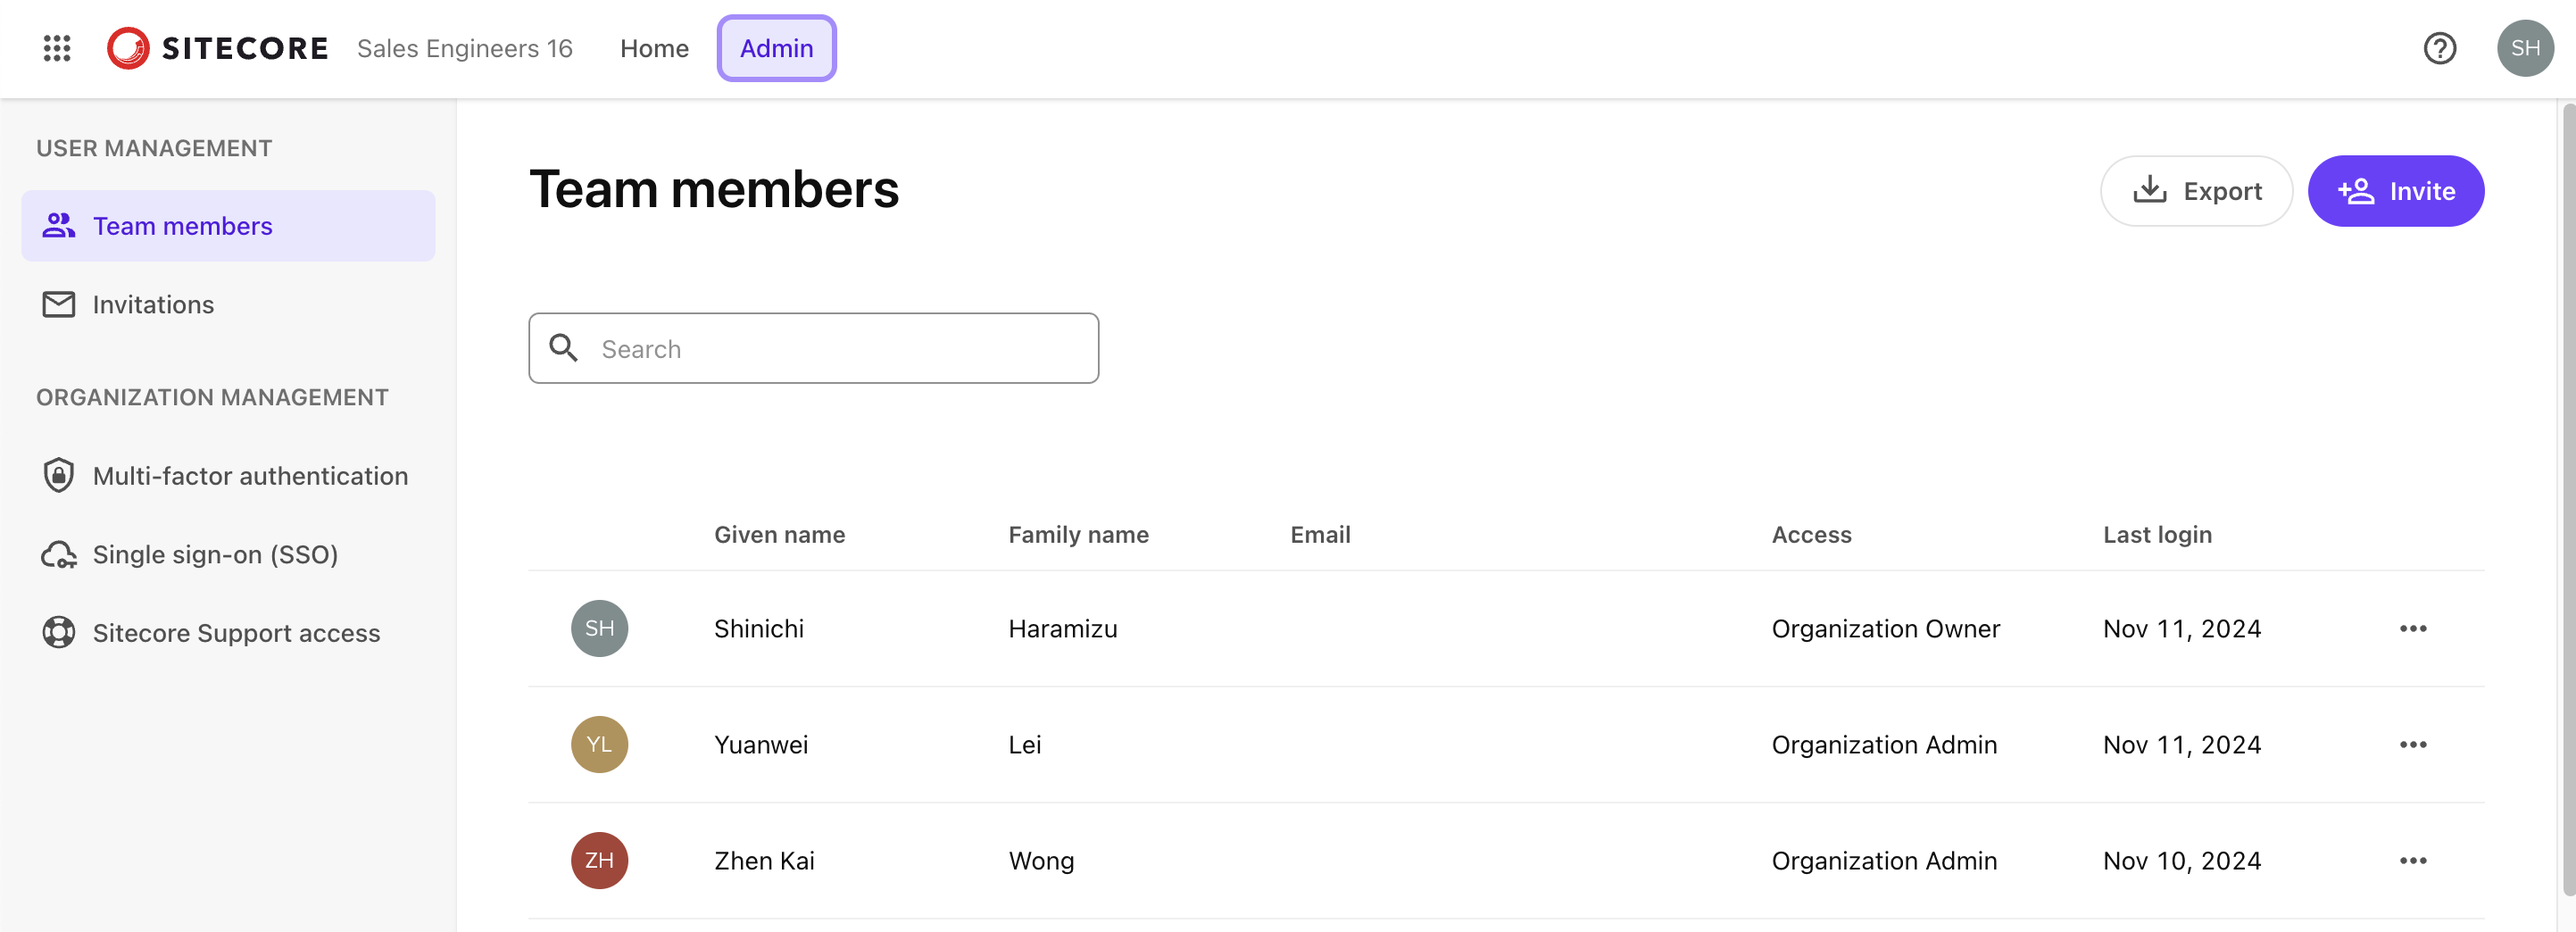 SITECORE Sales Engineers 16 Home Admin SH
USER MANAGEMENT
Team members
Invitations
ORGANIZATION MANAGEMENT
Multi-factor authentication
Single sign-on (SSO)
Sitecore Support access
Team members
Export Invite
Search
Given name Family name Email Access Last login
SH Shinichi Haramizu Organization Owner Nov 11, 2024
YL Yuanwei Lei Organization Admin Nov 11, 2024
ZH Zhen Kai Wong Organization Admin Nov 10, 2024